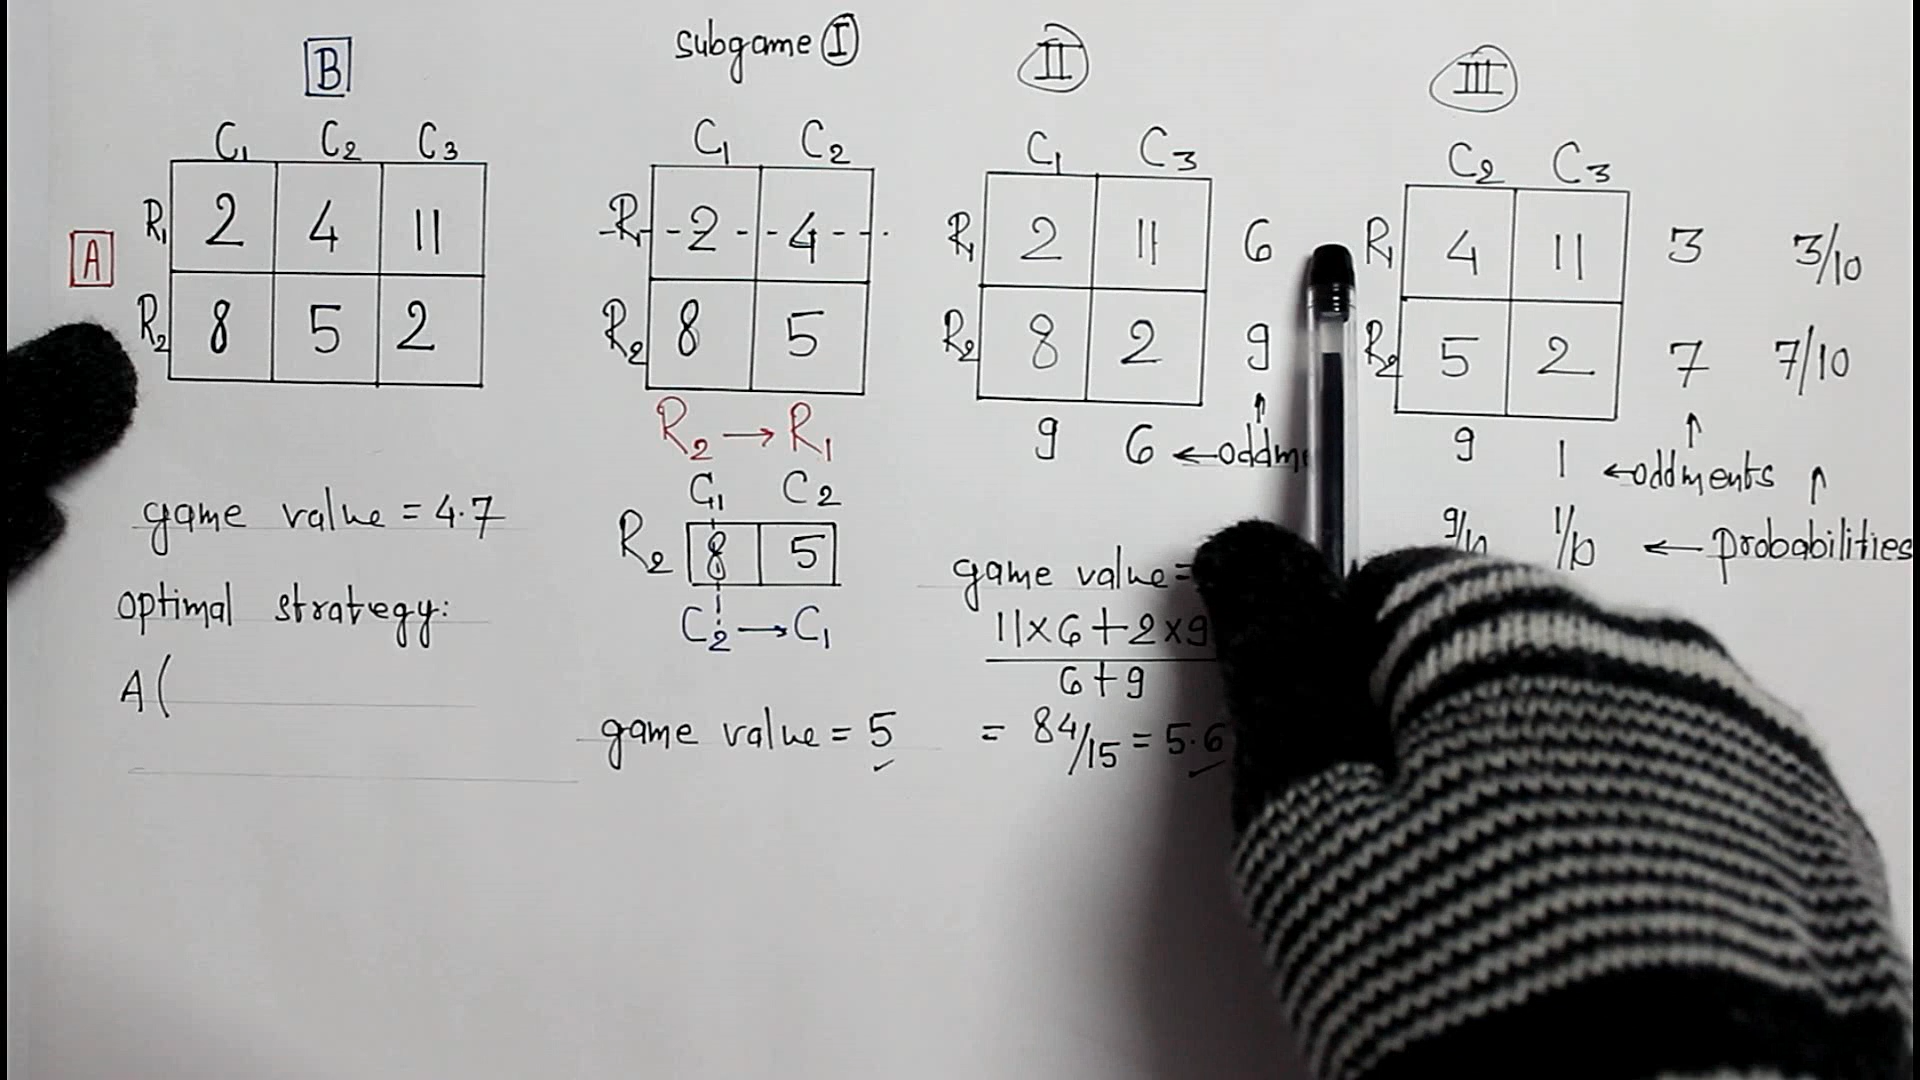 B
C1 C2 C3
A
R1 2 4 11
R2 8 5 2
game value = 4.7
optimal strategy:
A(
subgame I
C1 C2
R1 2 4
R2 8 5
R2 → R1
C1 C2
R2 8 5
C2 → C1
game value = 5
II
C1 C3
R1 2 11 6
R2 8 2 9
9 6 ←
game value =
11×6+2×9
6+9
= 84/15 = 5.6
III
C2 C3
R1 4 11 3 3/10
R2 5 2 7 7/10
9 1 ← oddments
1/10 ← probabilities